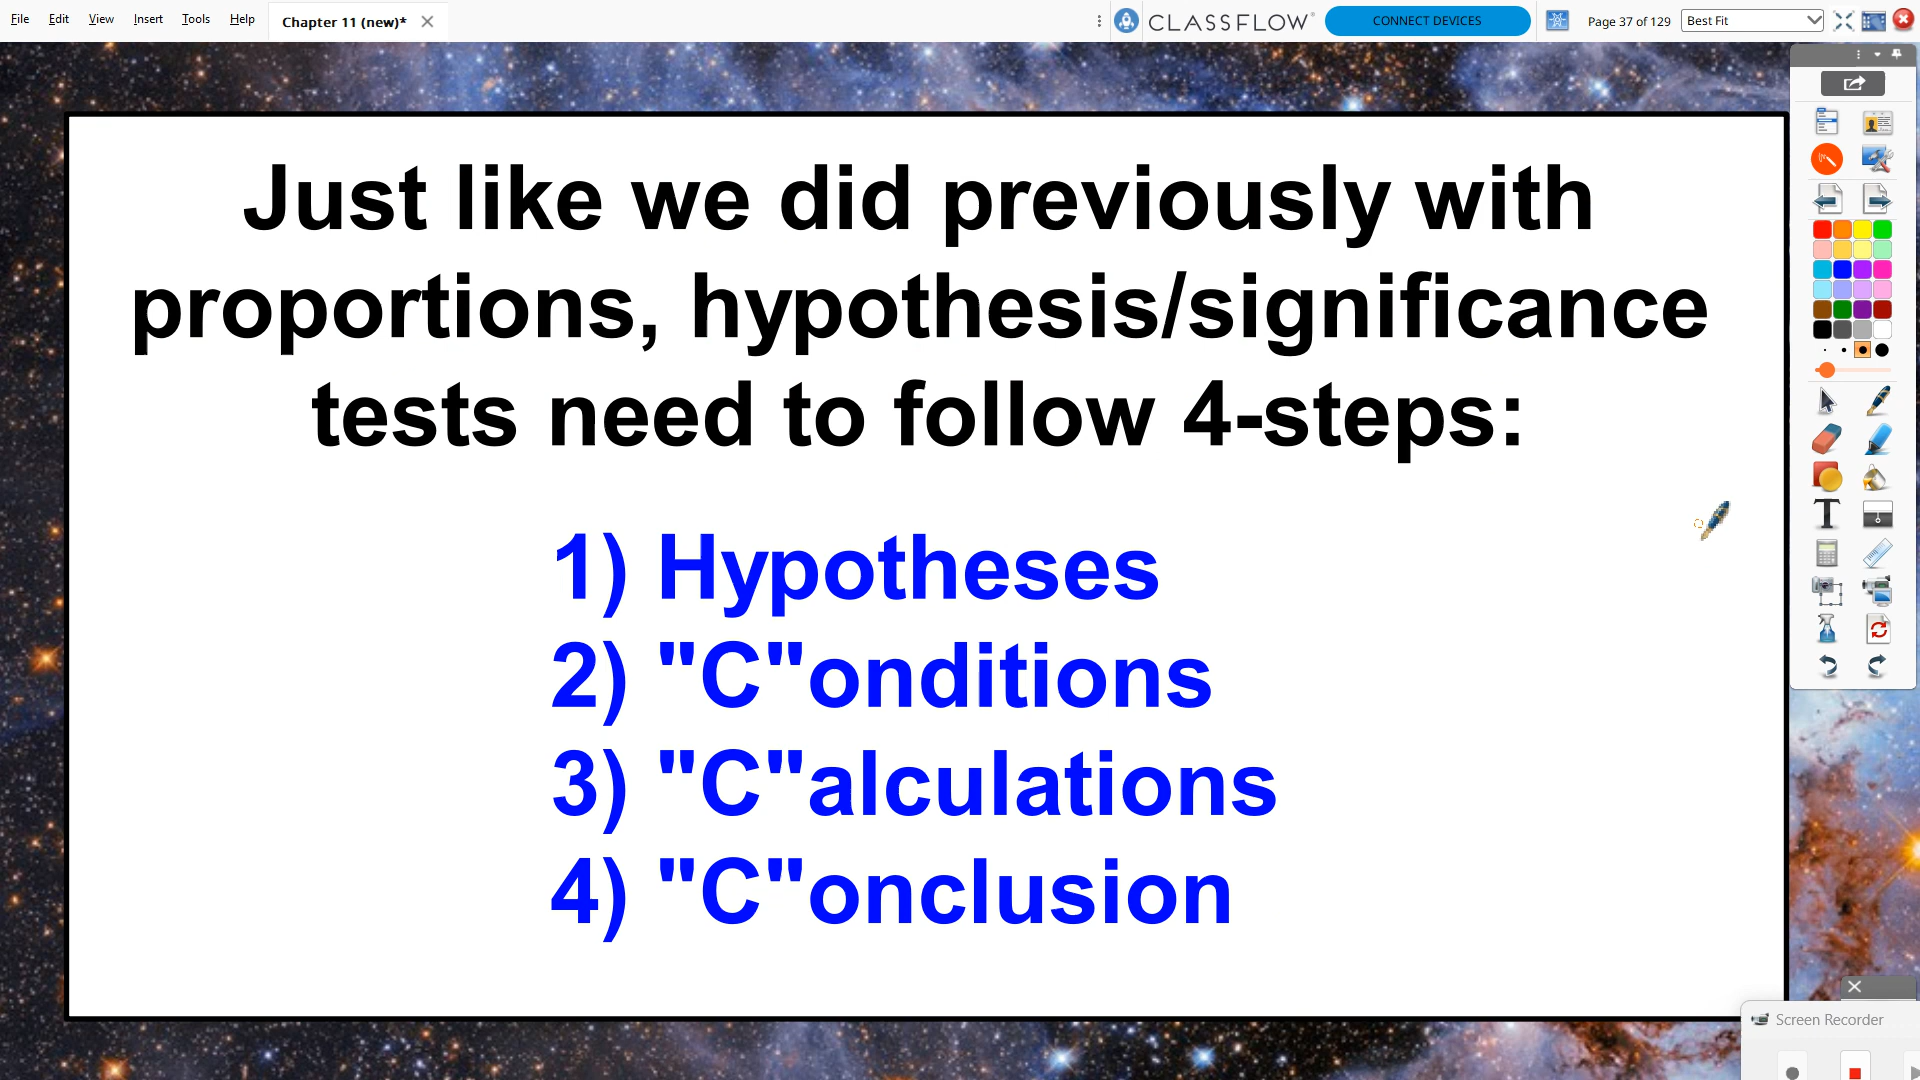 File Edit View Insert Tools Help Chapter 11 (new)* CLASSFLOW CONNECT DEVICES Page 37 of 129 Best Fit
Just like we did previously with
proportions, hypothesis/significance
tests need to follow 4-steps:
1) Hypotheses
2) "C"onditions
3) "C"alculations
4) "C"onclusion
Screen Recorder